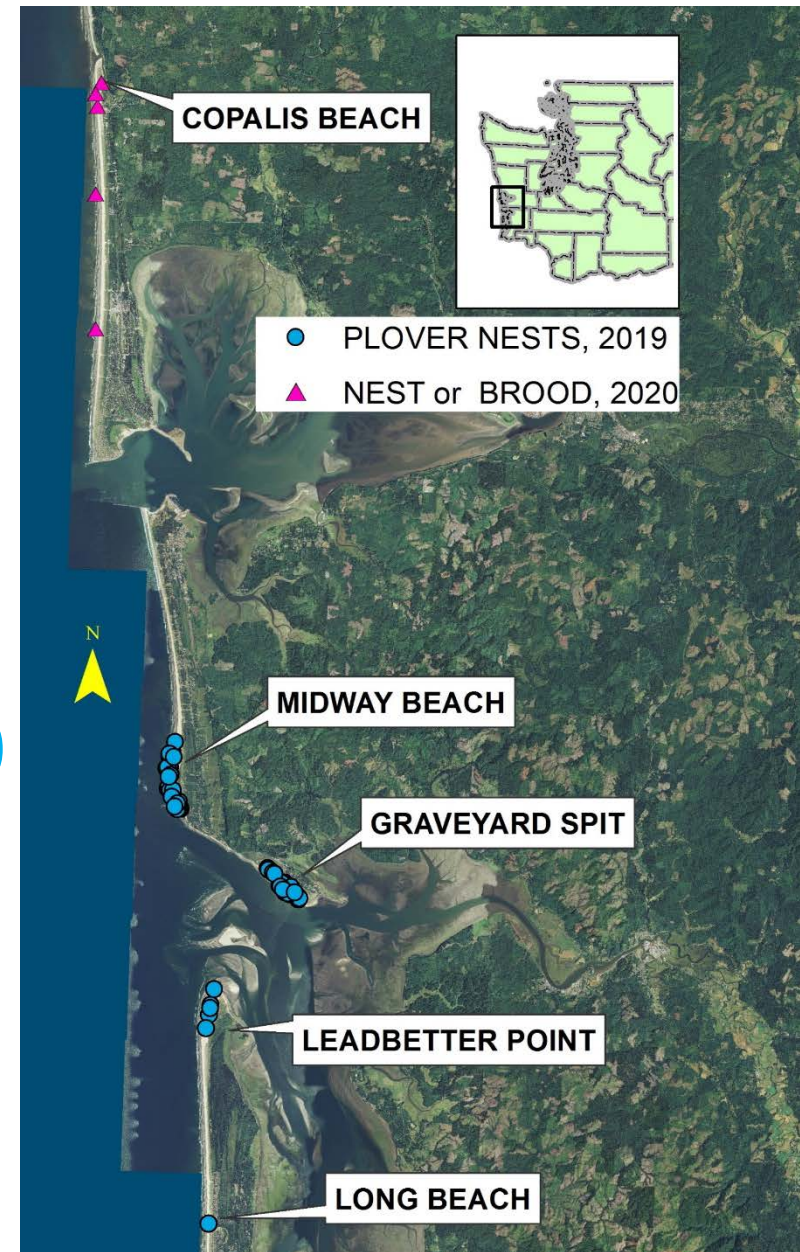 COPALIS BEACH
PLOVER NESTS, 2019
NEST or BROOD, 2020
N
MIDWAY BEACH
GRAVEYARD SPIT
LEADBETTER POINT
LONG BEACH